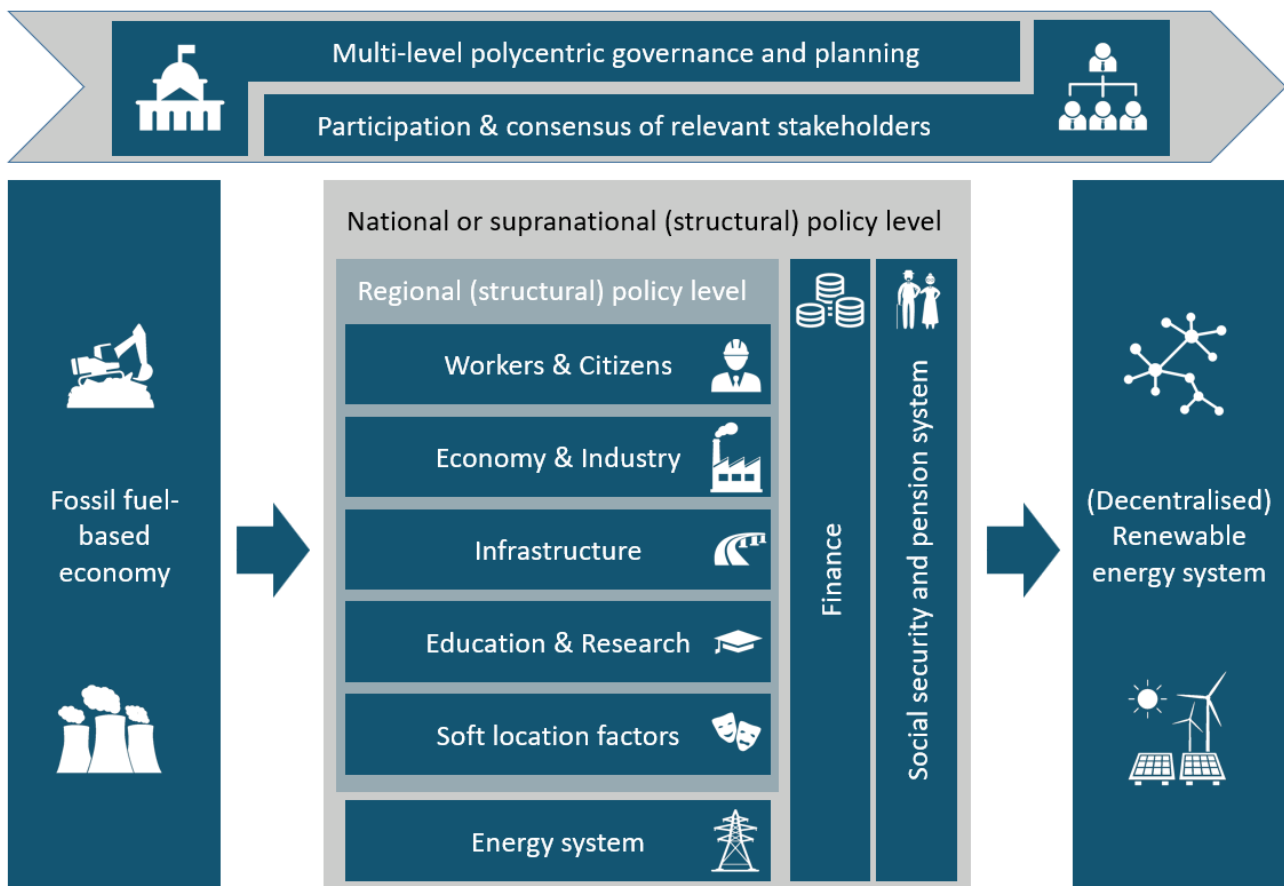 Multi-level polycentric governance and planning
Participation & consensus of relevant stakeholders
Fossil fuel-
based
economy
National or supranational (structural) policy level
Regional (structural) policy level
Workers & Citizens
Economy & Industry
Infrastructure
Education & Research
Soft location factors
Energy system
Finance
Social security and pension system
(Decentralised)
Renewable
energy system